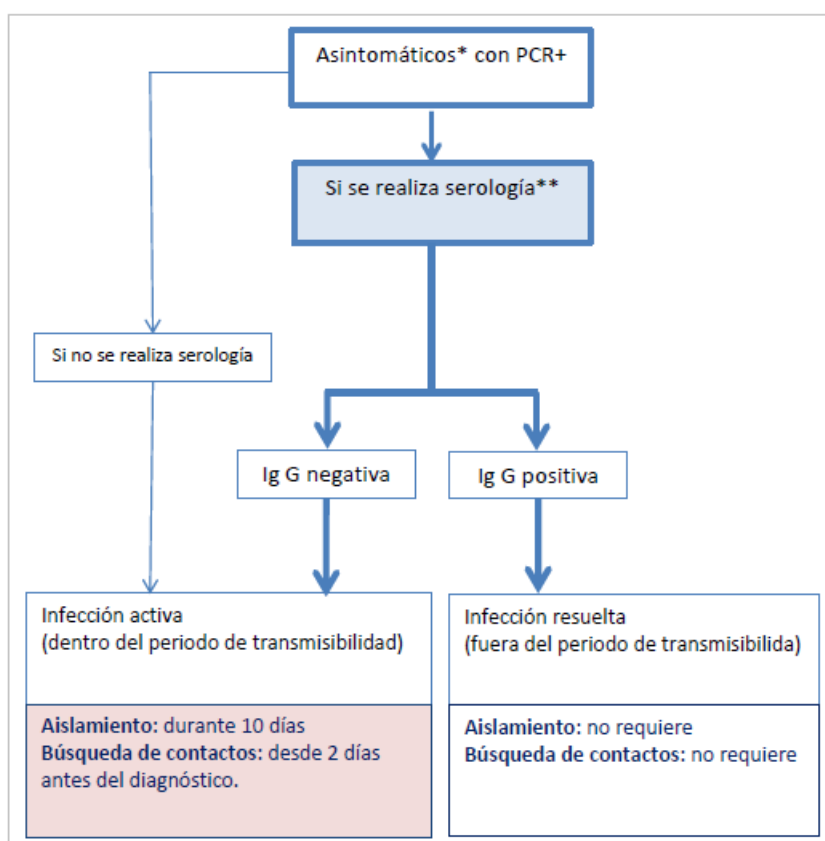 Asintomáticos* con PCR+
Si se realiza serología**
Si no se realiza serología
Ig G negativa
Ig G positiva
Infección activa
(dentro del periodo de transmisibilidad)
Aislamiento: durante 10 días
Búsqueda de contactos: desde 2 días
antes del diagnóstico.
Infección resuelta
(fuera del periodo de transmisibilida)
Aislamiento: no requiere
Búsqueda de contactos: no requiere